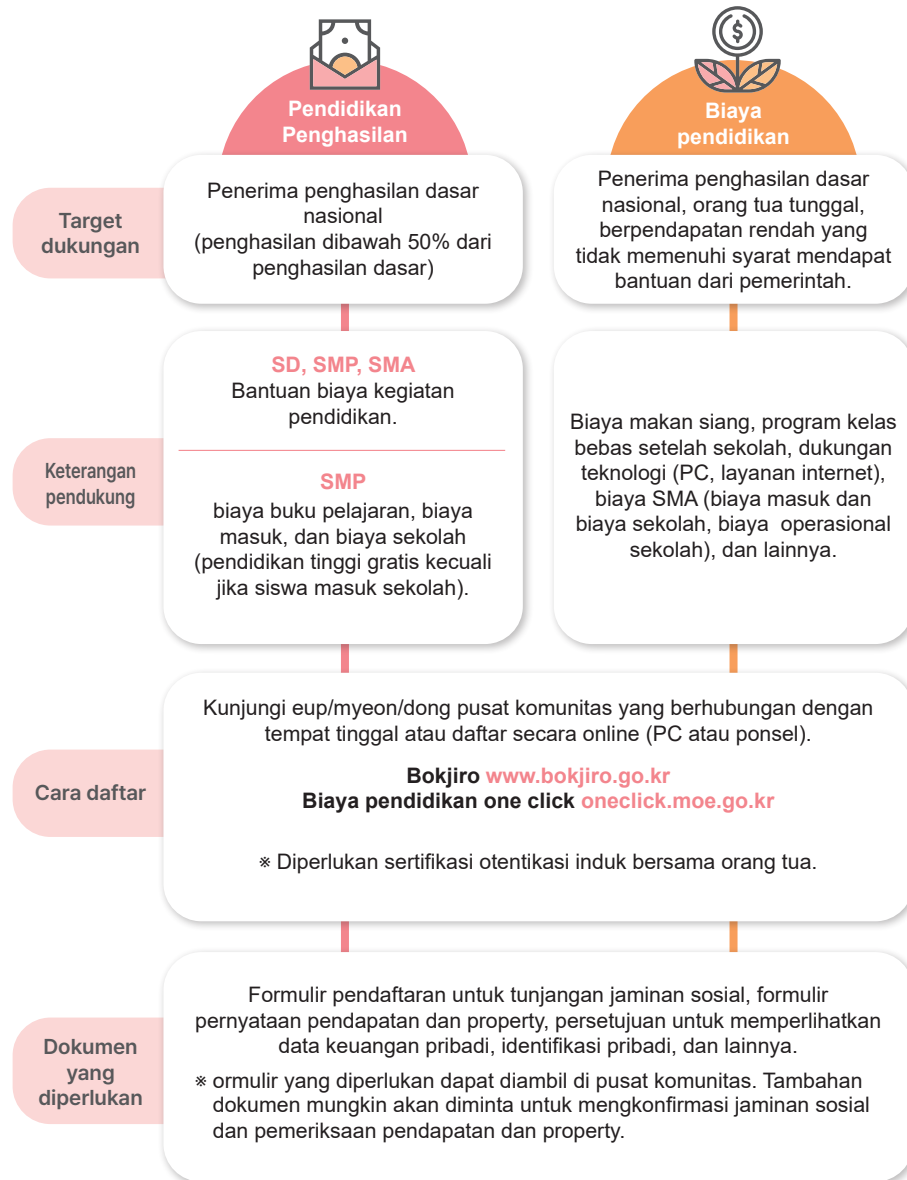 $
Pendidikan
Penghasilan
Biaya
pendidikan
Target
dukungan
Penerima penghasilan dasar
nasional
(penghasilan dibawah 50% dari
penghasilan dasar)
Penerima penghasilan dasar
nasional, orang tua tunggal,
berpendapatan rendah yang
tidak memenuhi syarat mendapat
bantuan dari pemerintah.
Keterangan
pendukung
SD, SMP, SMA
Bantuan biaya kegiatan
pendidikan.
SMP
biaya buku pelajaran, biaya
masuk, dan biaya sekolah
(pendidikan tinggi gratis kecuali
jika siswa masuk sekolah).
Biaya makan siang, program kelas
bebas setelah sekolah, dukungan
teknologi (PC, layanan internet),
biaya SMA (biaya masuk dan
biaya sekolah, biaya operasional
sekolah), dan lainnya.
Cara daftar
Kunjungi eup/myeon/dong pusat komunitas yang berhubungan dengan
tempat tinggal atau daftar secara online (PC atau ponsel).
Bokjiro www.bokjiro.go.kr
Biaya pendidikan one click oneclick.moe.go.kr
※ Diperlukan sertifikasi otentikasi induk bersama orang tua.
Dokumen
yang
diperlukan
Formulir pendaftaran untuk tunjangan jaminan sosial, formulir
pernyataan pendapatan dan property, persetujuan untuk memperlihatkan
data keuangan pribadi, identifikasi pribadi, dan lainnya.
※ ormulir yang diperlukan dapat diambil di pusat komunitas. Tambahan
dokumen mungkin akan diminta untuk mengkonfirmasi jaminan sosial
dan pemeriksaan pendapatan dan property.